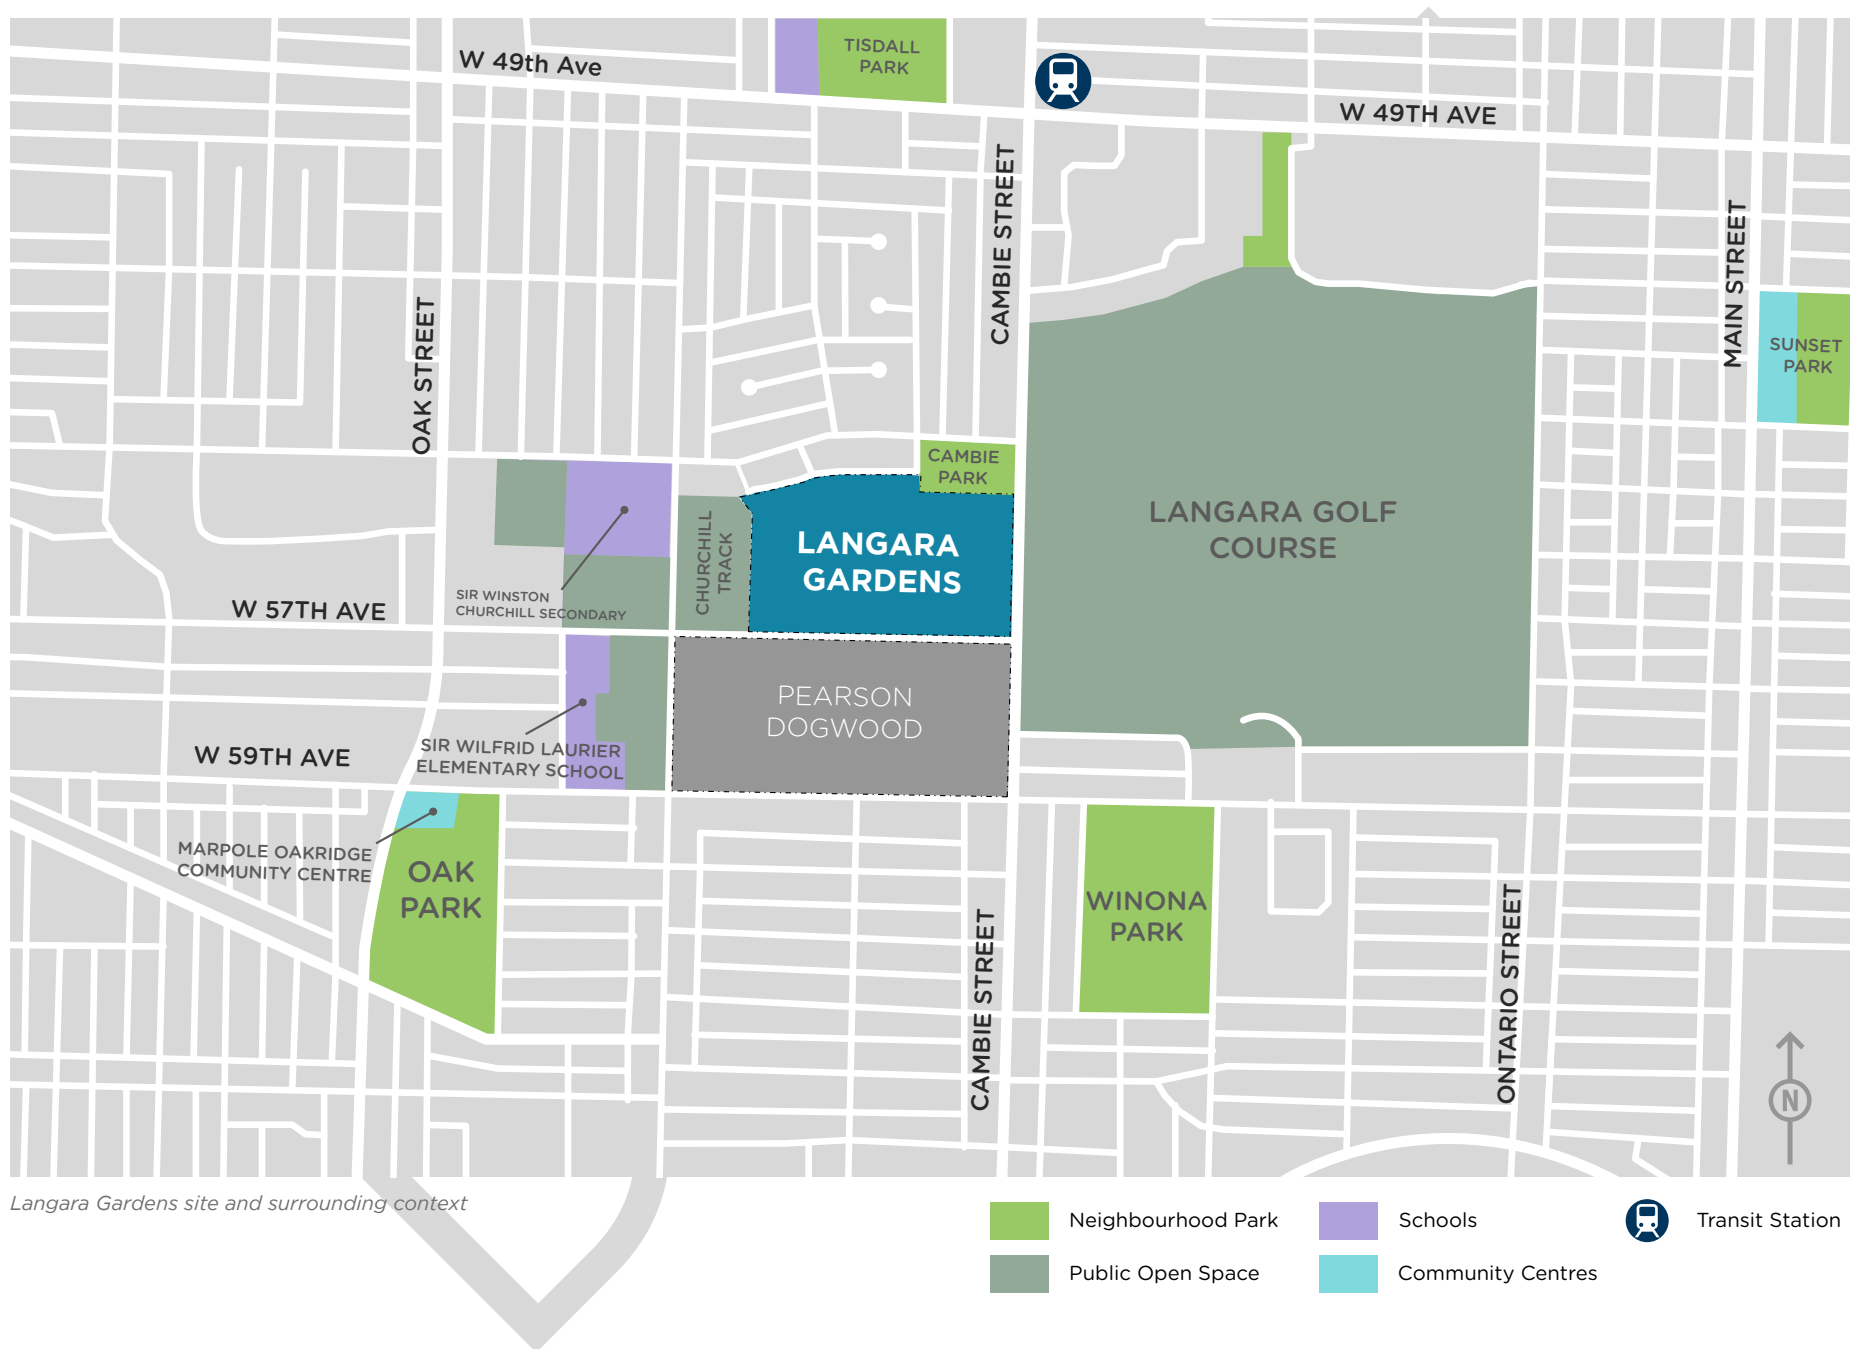 TISDALL
PARK
W 49th Ave
W 49TH AVE
CAMBIE STREET
MAIN STREET
OAK STREET
SUNSET
PARK
CAMBIE
PARK
LANGARA GOLF
COURSE
CHURCHILL
TRACK
LANGARA
GARDENS
SIR WINSTON
CHURCHILL SECONDARY
W 57TH AVE
PEARSON
DOGWOOD
SIR WILFRID LAURIER
ELEMENTARY SCHOOL
W 59TH AVE
MARPOLE OAKRIDGE
COMMUNITY CENTRE
OAK
PARK
WINONA
PARK
CAMBIE STREET
ONTARIO STREET
N
Langara Gardens site and surrounding context
Neighbourhood Park
Schools
Transit Station
Public Open Space
Community Centres